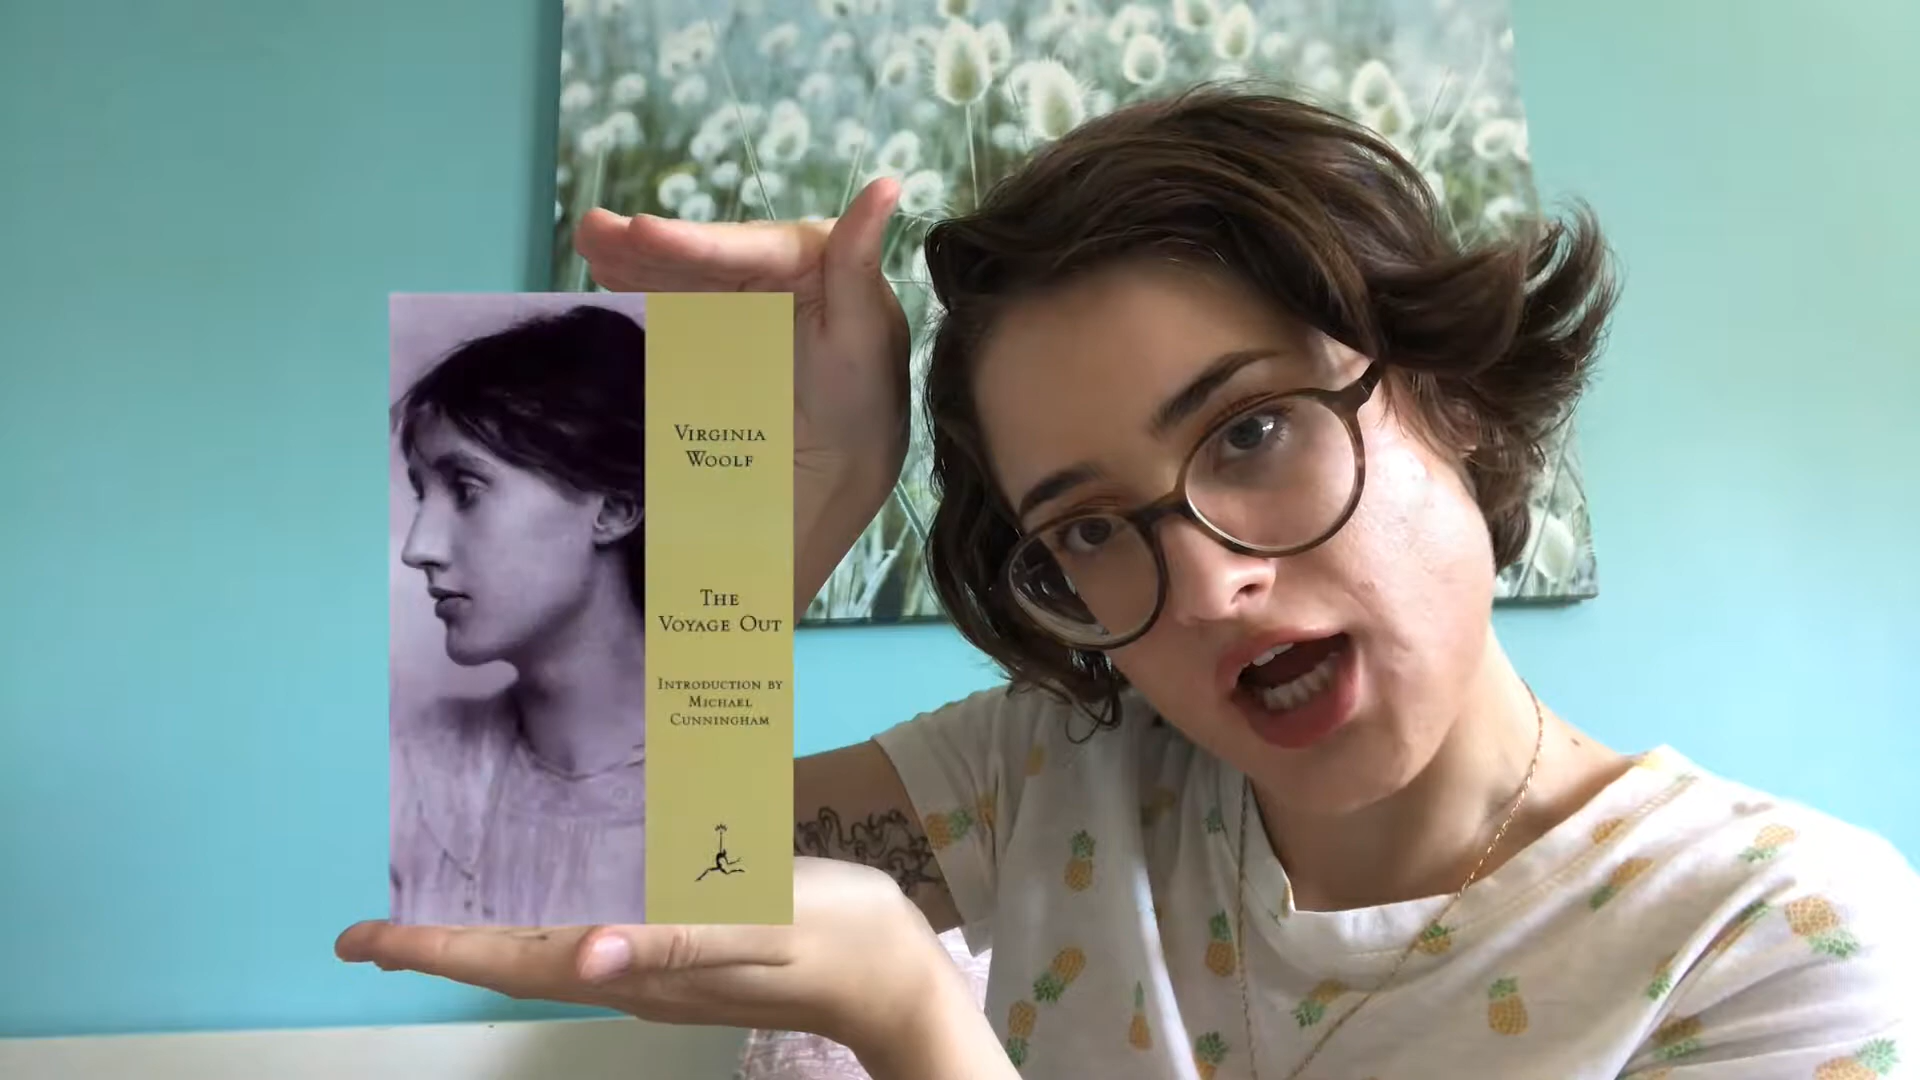 VIRGINIA
WOOLF
THE
VOYAGE OUT
INTRODUCTION BY
MICHAEL
CUNNINGHAM